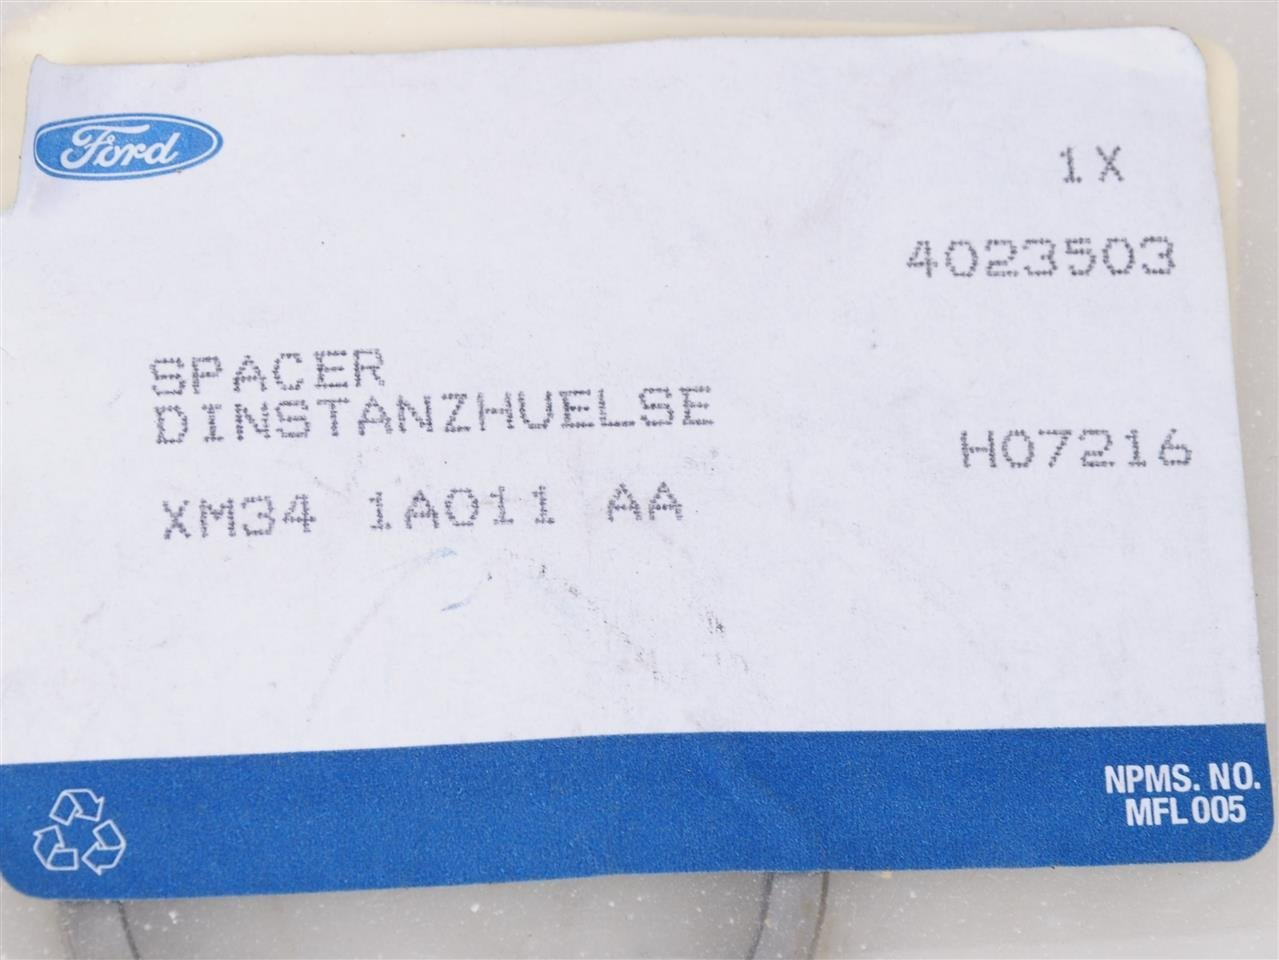 Ford
1X
4023503
SPACER
DINSTANZHUELSE
H07216
XM34 1A011 AA
NPMS. NO.
MFL 005